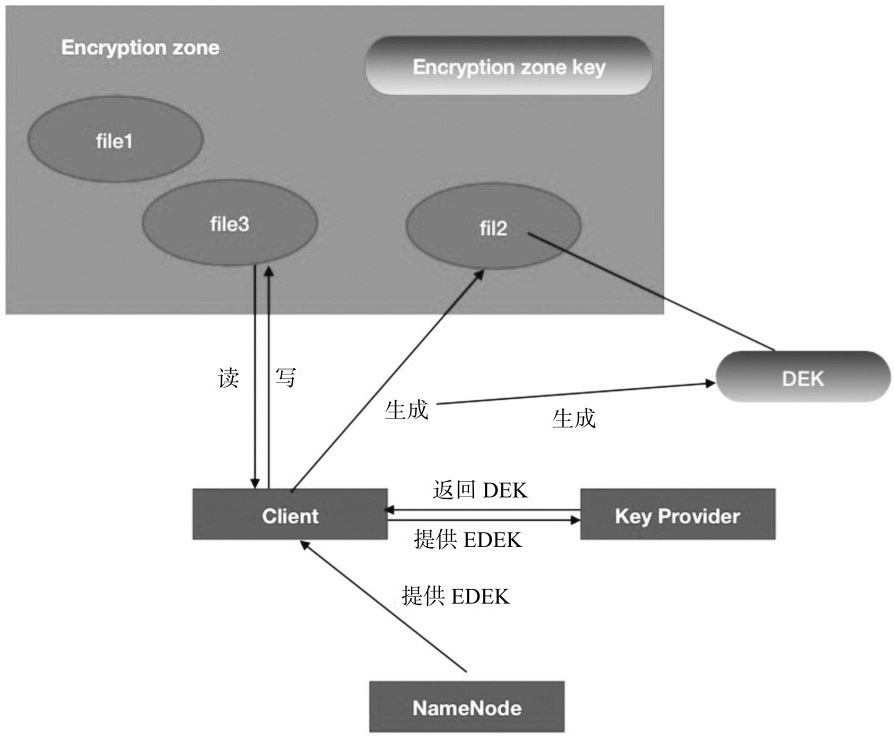 Encryption zone
Encryption zone key
file1
file3
fil2
读
写
生成
生成
DEK
返回 DEK
Client
Key Provider
提供 EDEK
提供 EDEK
NameNode